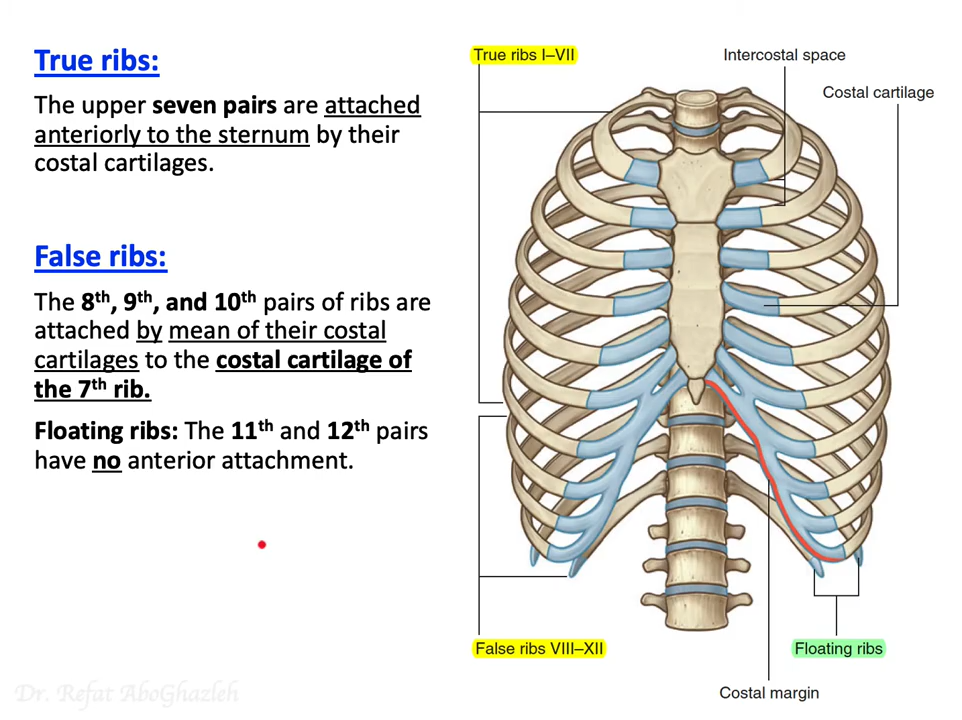 True ribs:
The upper seven pairs are attached
anteriorly to the sternum by their
costal cartilages.
False ribs:
The 8th, 9th, and 10th pairs of ribs are
attached by mean of their costal
cartilages to the costal cartilage of
the 7th rib.
Floating ribs: The 11th and 12th pairs
have no anterior attachment.
True ribs I–VII
Intercostal space
Costal cartilage
False ribs VIII–XII
Floating ribs
Costal margin
Dr. Refat AboGhazleh